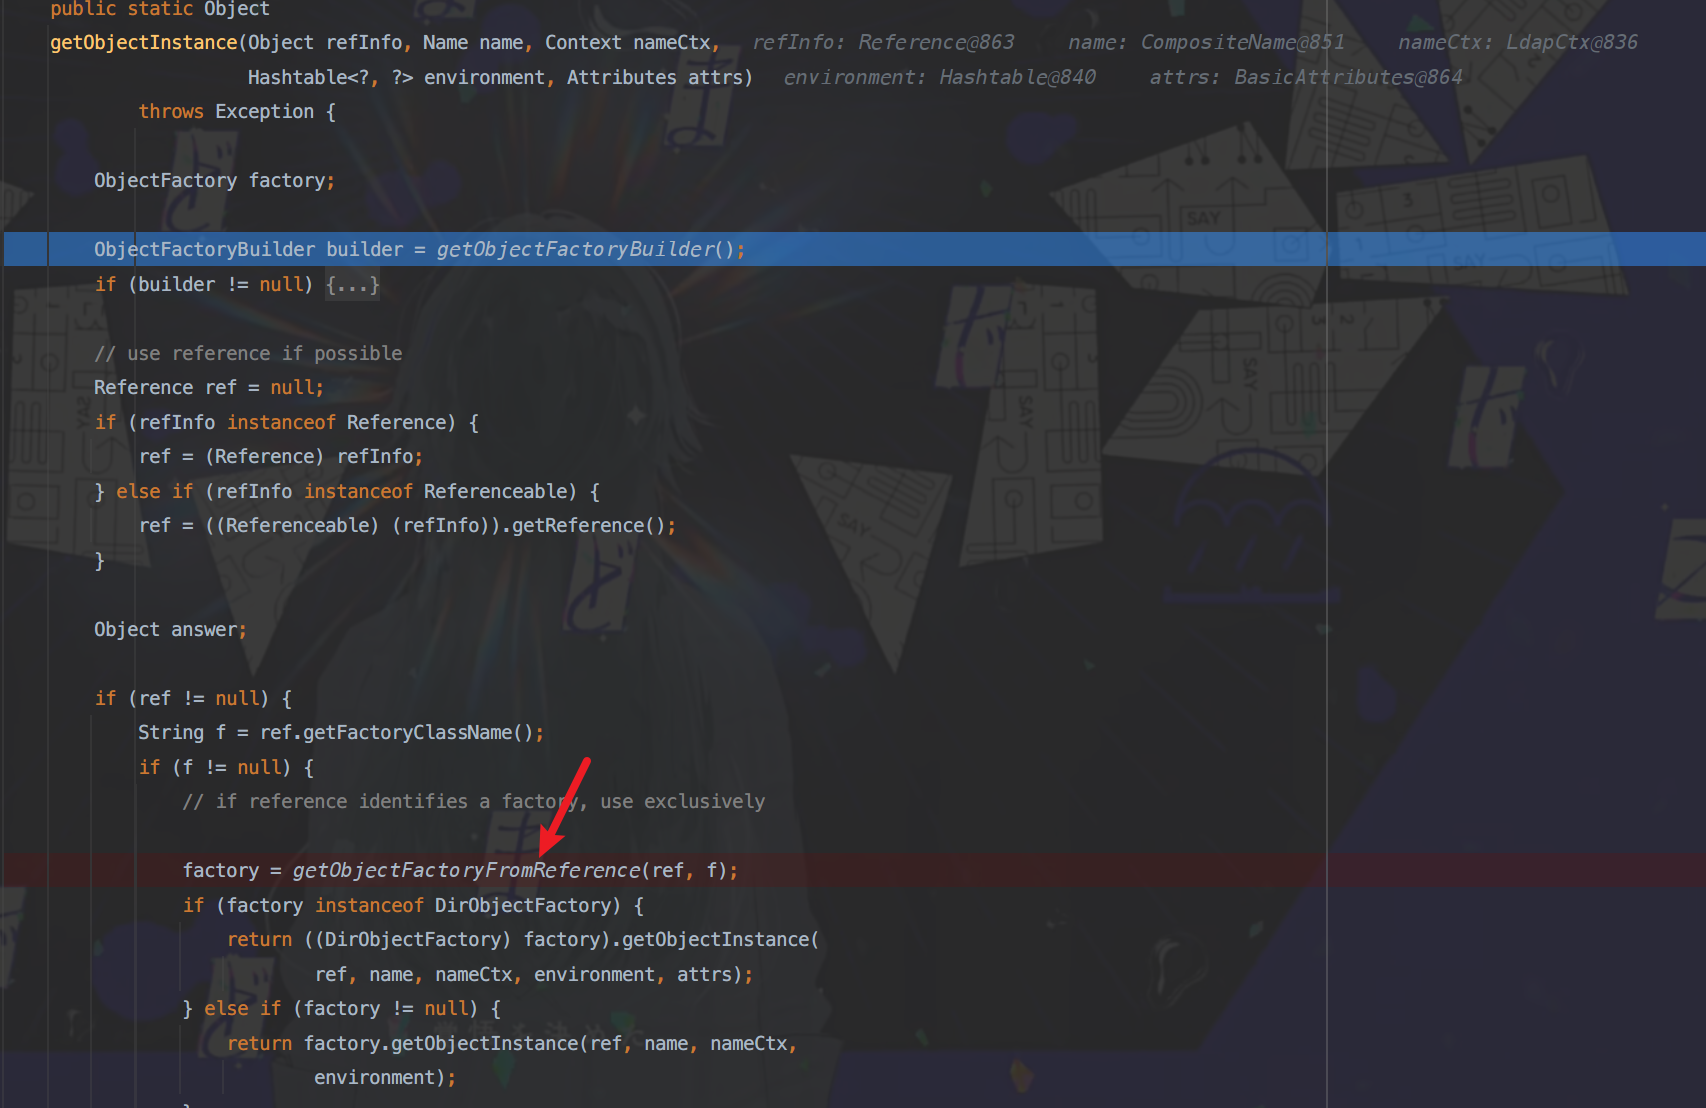 public static Object
getObjectInstance(Object refInfo, Name name, Context nameCtx,   refInfo: Reference@863   name: CompositeName@851   nameCtx: LdapCtx@836
Hashtable<?, ?> environment, Attributes attrs)   environment: Hashtable@840   attrs: BasicAttributes@864
throws Exception {
ObjectFactory factory;
ObjectFactoryBuilder builder = getObjectFactoryBuilder();
if (builder != null) {...}
// use reference if possible
Reference ref = null;
if (refInfo instanceof Reference) {
ref = (Reference) refInfo;
} else if (refInfo instanceof Referenceable) {
ref = ((Referenceable) (refInfo)).getReference();
}
Object answer;
if (ref != null) {
String f = ref.getFactoryClassName();
if (f != null) {
// if reference identifies a factory, use exclusively
factory = getObjectFactoryFromReference(ref, f);
if (factory instanceof DirObjectFactory) {
return ((DirObjectFactory) factory).getObjectInstance(
ref, name, nameCtx, environment, attrs);
} else if (factory != null) {
return factory.getObjectInstance(ref, name, nameCtx,
environment);